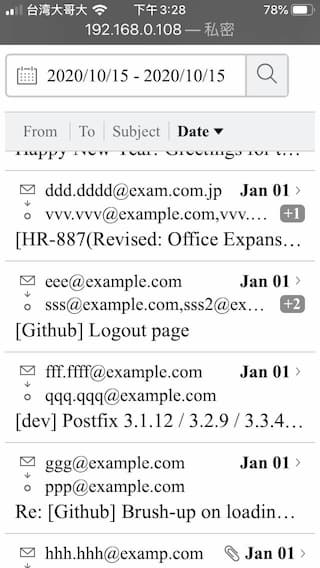 台湾大哥大 下午3:28 78%
192.168.0.108 — 私密
2020/10/15 - 2020/10/15
From To Subject Date ▼
Happy New Year! Greetings for t…
ddd.dddd@exam.com.jp Jan 01
vvv.vvv@example.com,vvv.… +1
[HR-887(Revised: Office Expans…
eee@example.com Jan 01
sss@example.com,sss2@ex… +2
[Github] Logout page
fff.ffff@example.com Jan 01
qqq.qqq@example.com
[dev] Postfix 3.1.12 / 3.2.9 / 3.3.4…
ggg@example.com Jan 01
ppp@example.com
Re: [Github] Brush-up on loadin…
hhh.hhh@examp.com Jan 01